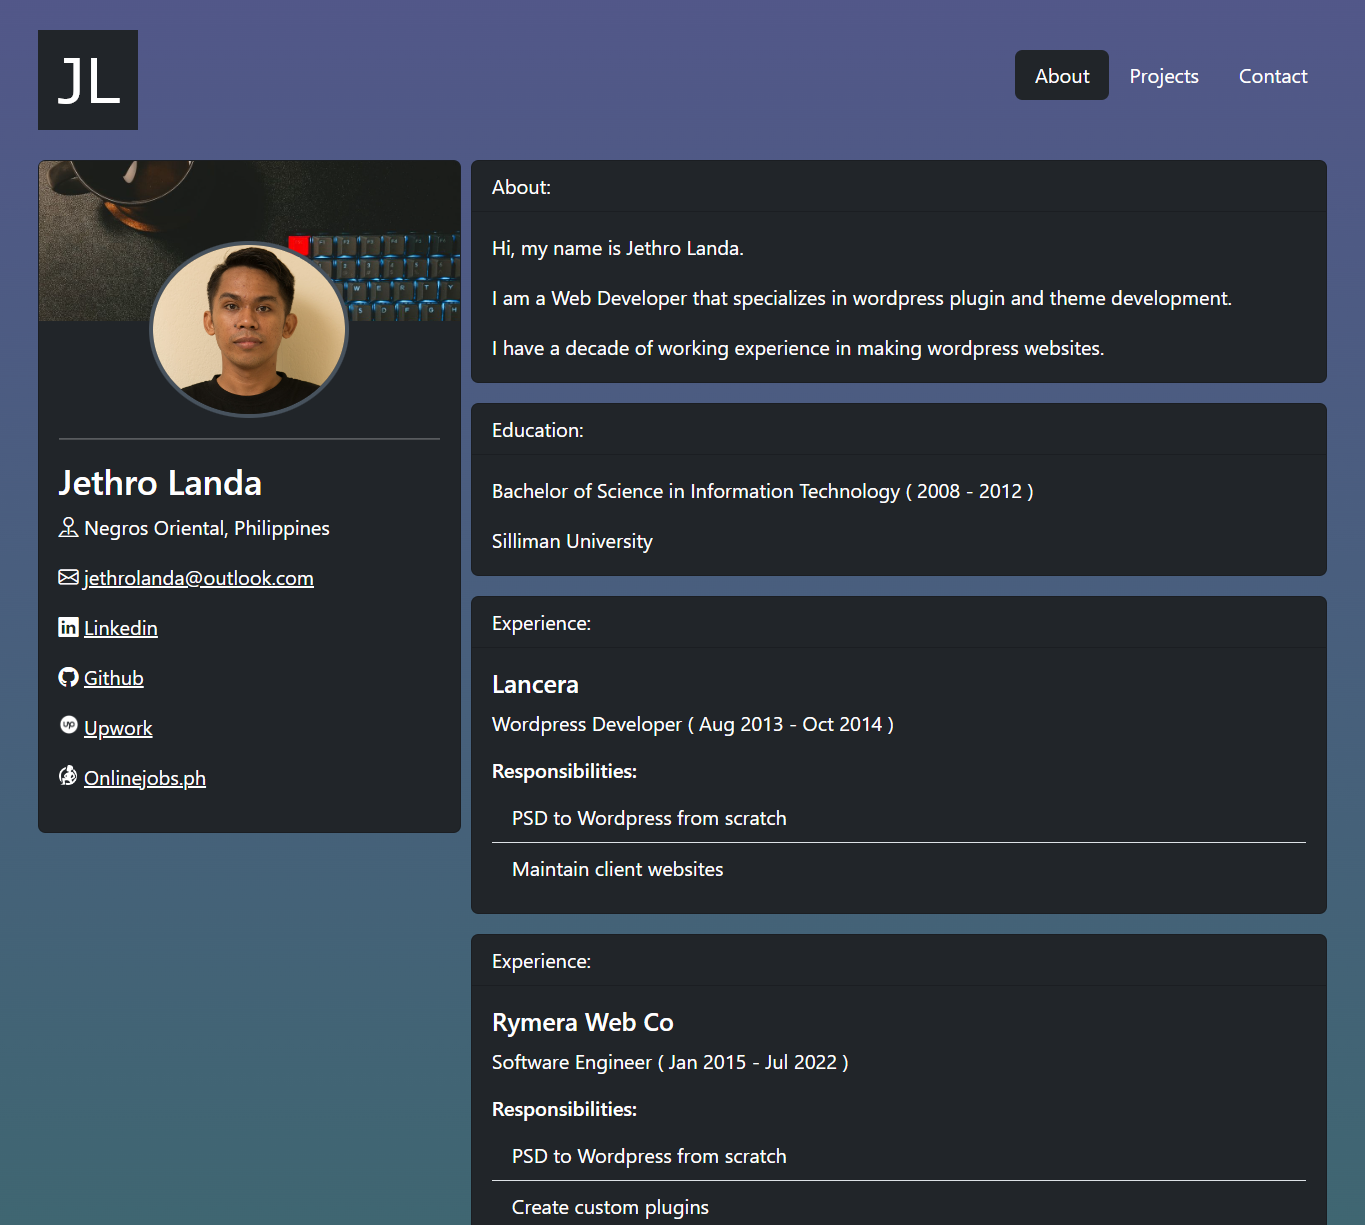 JL
About
Projects
Contact
Jethro Landa
Negros Oriental, Philippines
jethrolanda@outlook.com
Linkedin
Github
Upwork
Onlinejobs.ph
About:
Hi, my name is Jethro Landa.
I am a Web Developer that specializes in wordpress plugin and theme development.
I have a decade of working experience in making wordpress websites.
Education:
Bachelor of Science in Information Technology ( 2008 - 2012 )
Silliman University
Experience:
Lancera
Wordpress Developer ( Aug 2013 - Oct 2014 )
Responsibilities:
PSD to Wordpress from scratch
Maintain client websites
Experience:
Rymera Web Co
Software Engineer ( Jan 2015 - Jul 2022 )
Responsibilities:
PSD to Wordpress from scratch
Create custom plugins